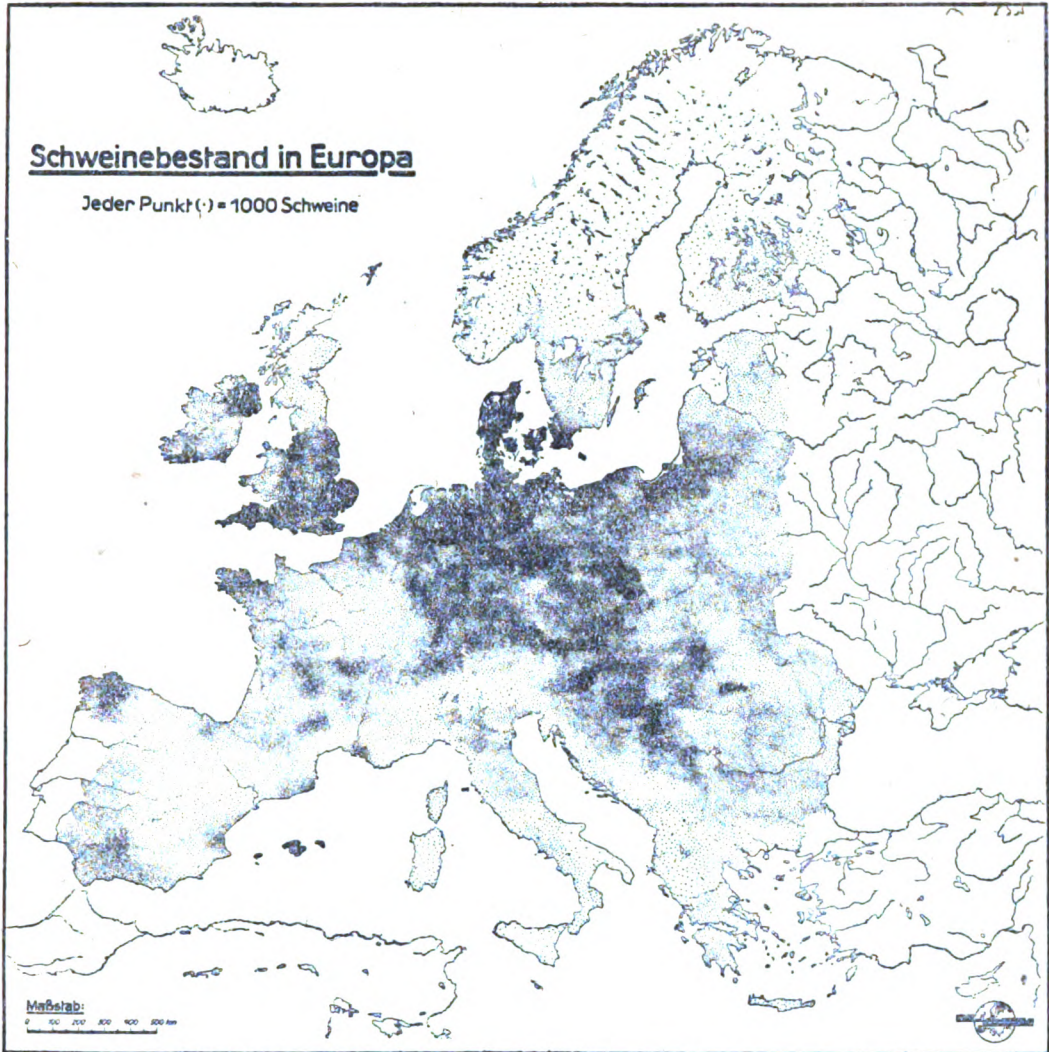 Schweinebestand in Europa
Jeder Punkt (·) = 1000 Schweine
Maßstab:
0 100 200 300 400 500 km